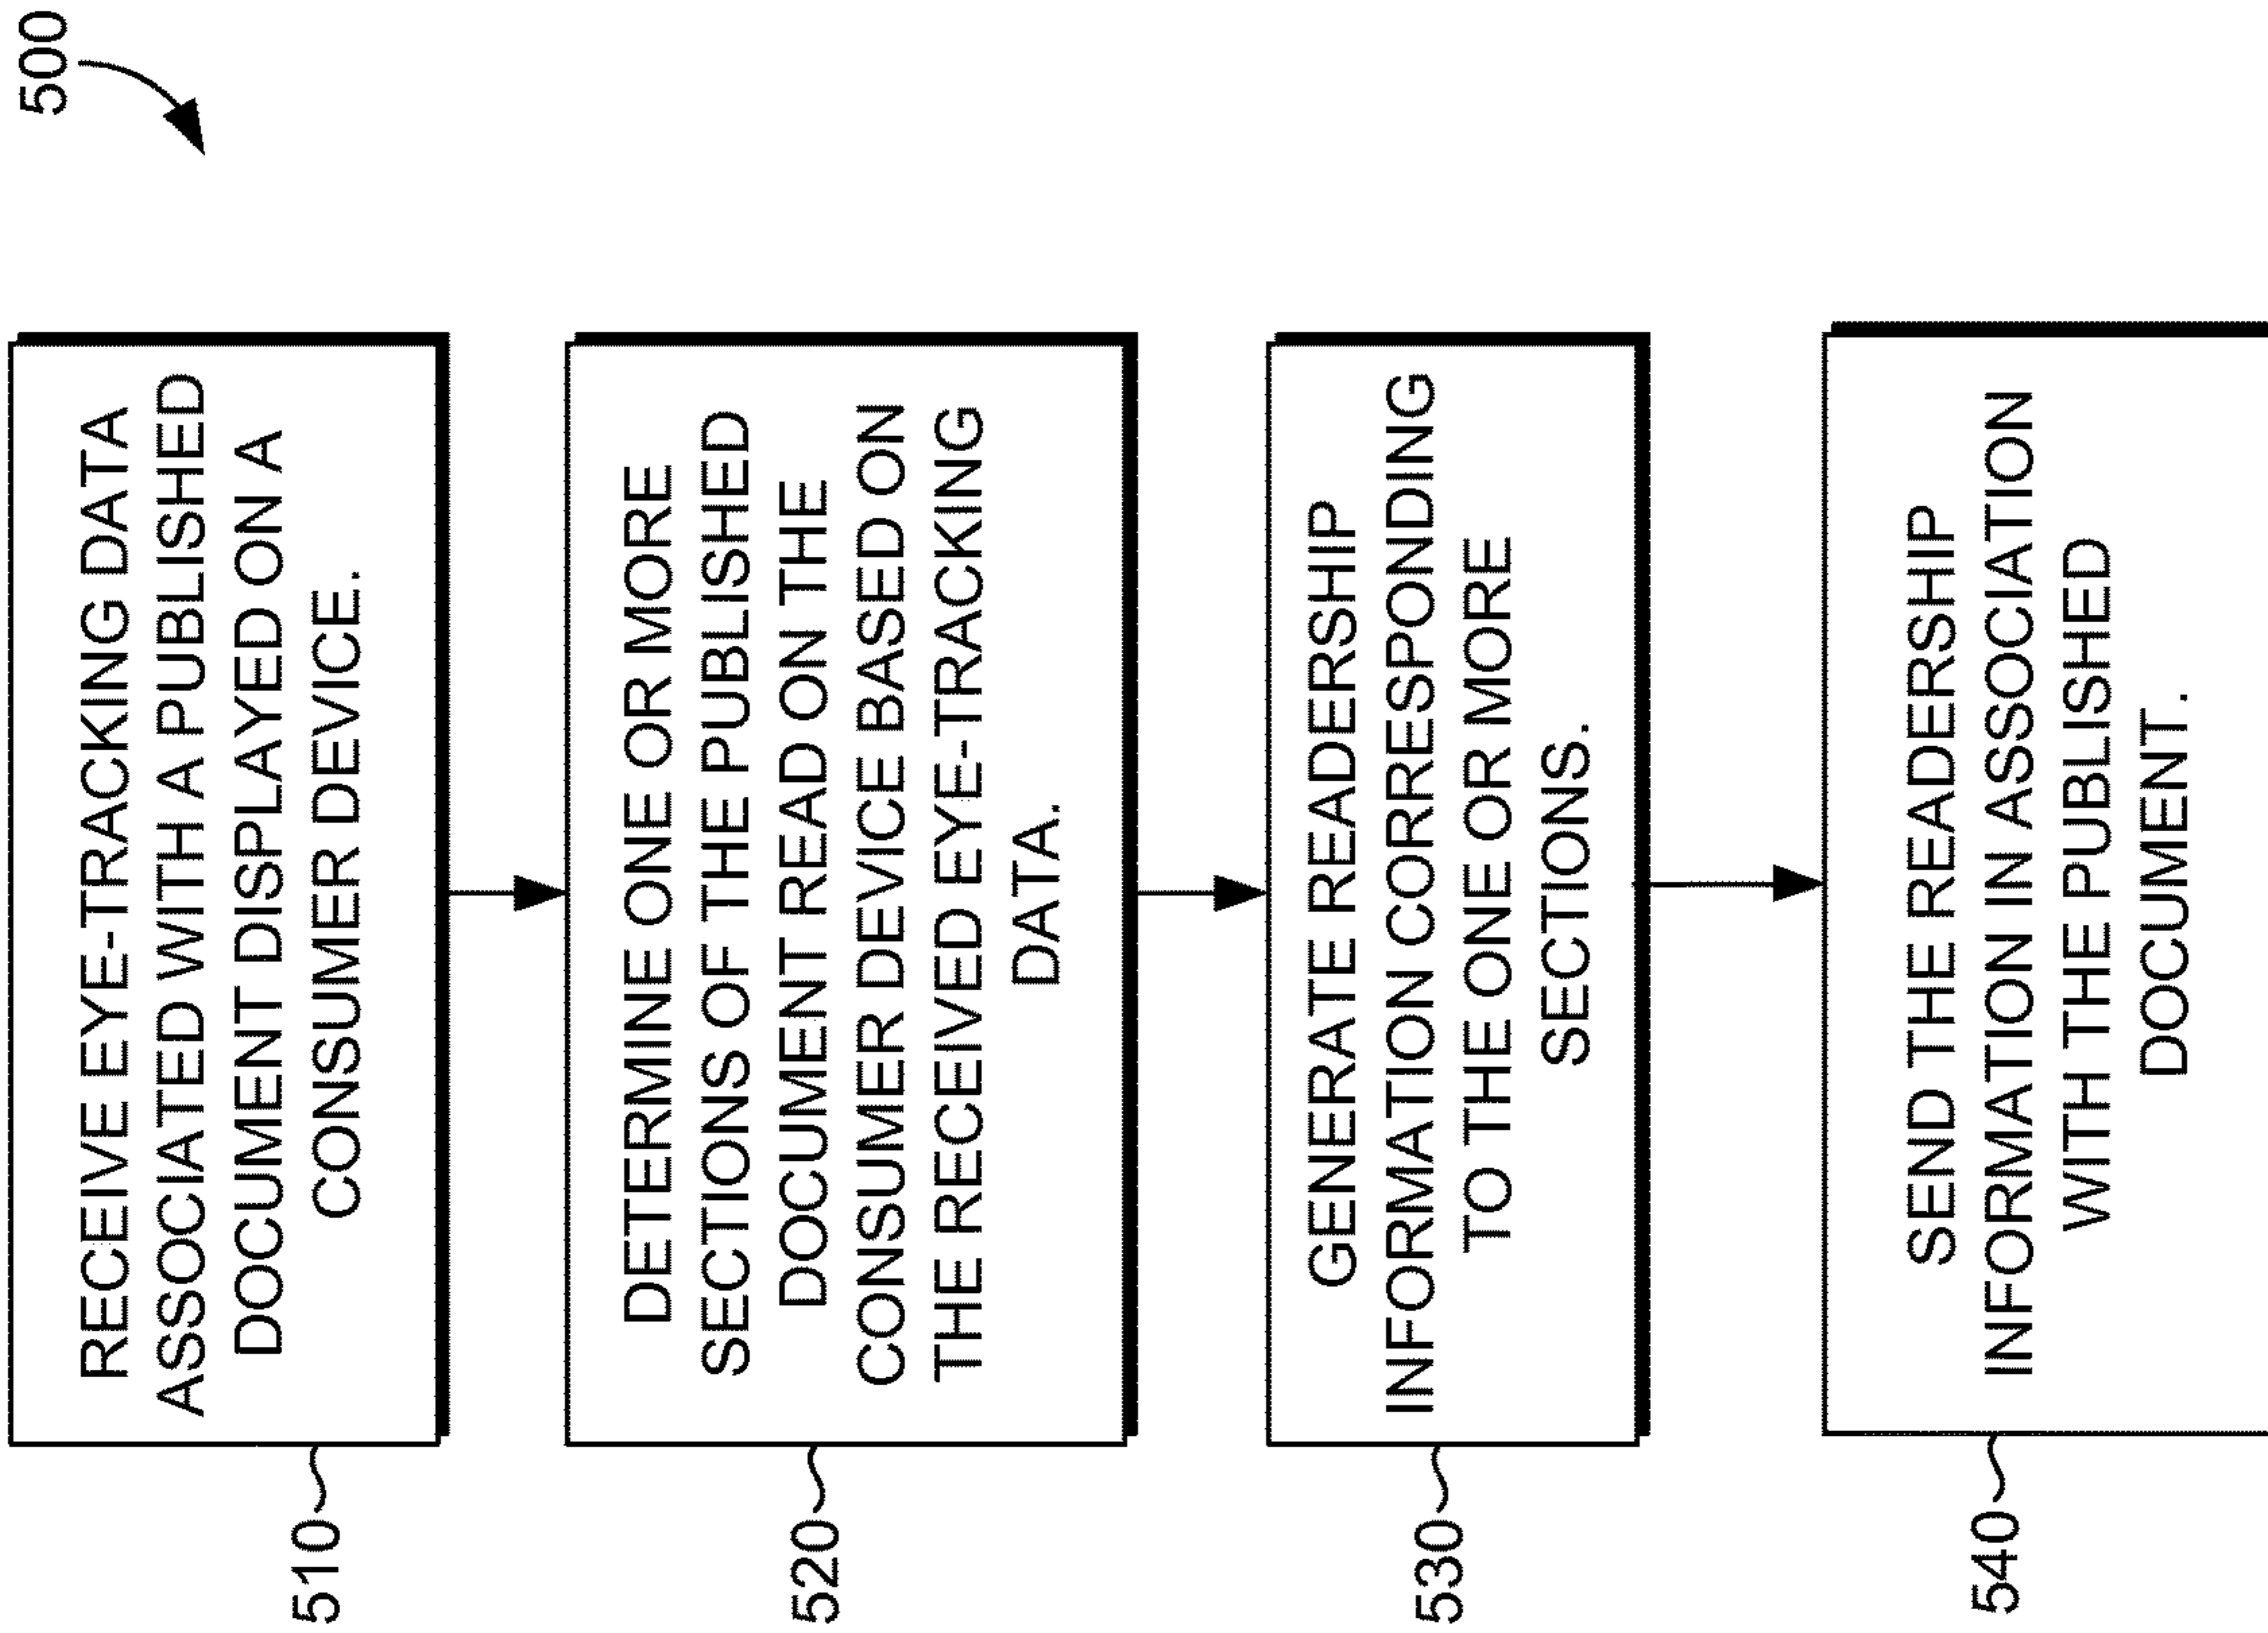 500
510
RECEIVE EYE-TRACKING DATA
ASSOCIATED WITH A PUBLISHED
DOCUMENT DISPLAYED ON A
CONSUMER DEVICE.
520
DETERMINE ONE OR MORE
SECTIONS OF THE PUBLISHED
DOCUMENT READ ON THE
CONSUMER DEVICE BASED ON
THE RECEIVED EYE-TRACKING
DATA.
530
GENERATE READERSHIP
INFORMATION CORRESPONDING
TO THE ONE OR MORE
SECTIONS.
540
SEND THE READERSHIP
INFORMATION IN ASSOCIATION
WITH THE PUBLISHED
DOCUMENT.